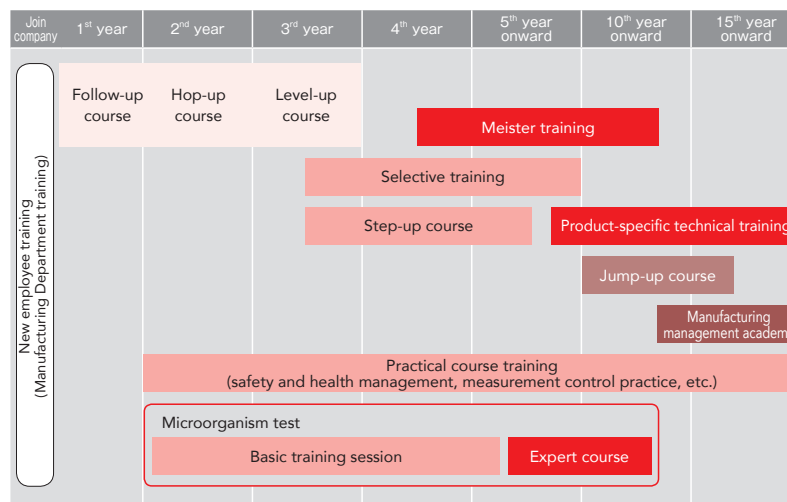 Join
company
1st year
2nd year
3rd year
4th year
5th year
onward
10th year
onward
15th year
onward
New employee training
(Manufacturing Department training)
Follow-up
course
Hop-up
course
Level-up
course
Meister training
Selective training
Step-up course
Product-specific technical training
Jump-up course
Manufacturing
management academ
Practical course training
(safety and health management, measurement control practice, etc.)
Microorganism test
Basic training session
Expert course